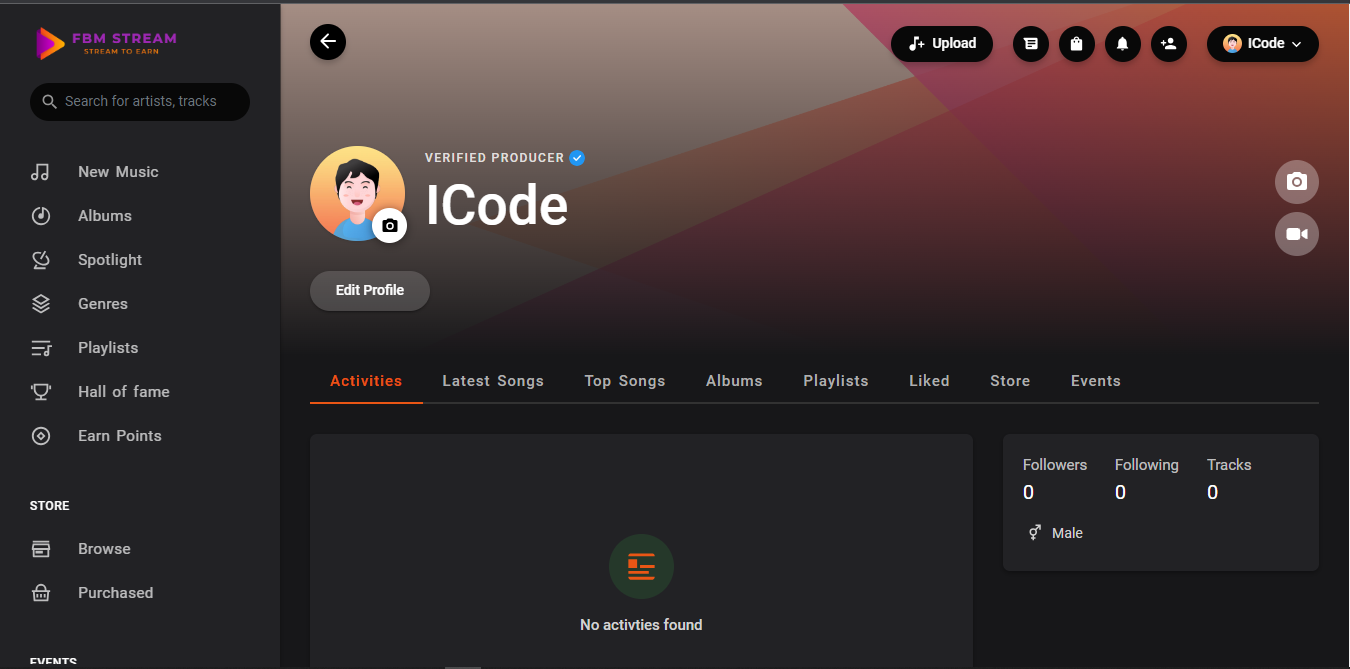 FBM STREAM
STREAM TO EARN
Search for artists, tracks
New Music
Albums
Spotlight
Genres
Playlists
Hall of fame
Earn Points
STORE
Browse
Purchased
EVENTS
Upload
ICode
VERIFIED PRODUCER
ICode
Edit Profile
Activities Latest Songs Top Songs Albums Playlists Liked Store Events
No activties found
Followers Following Tracks
0 0 0
Male